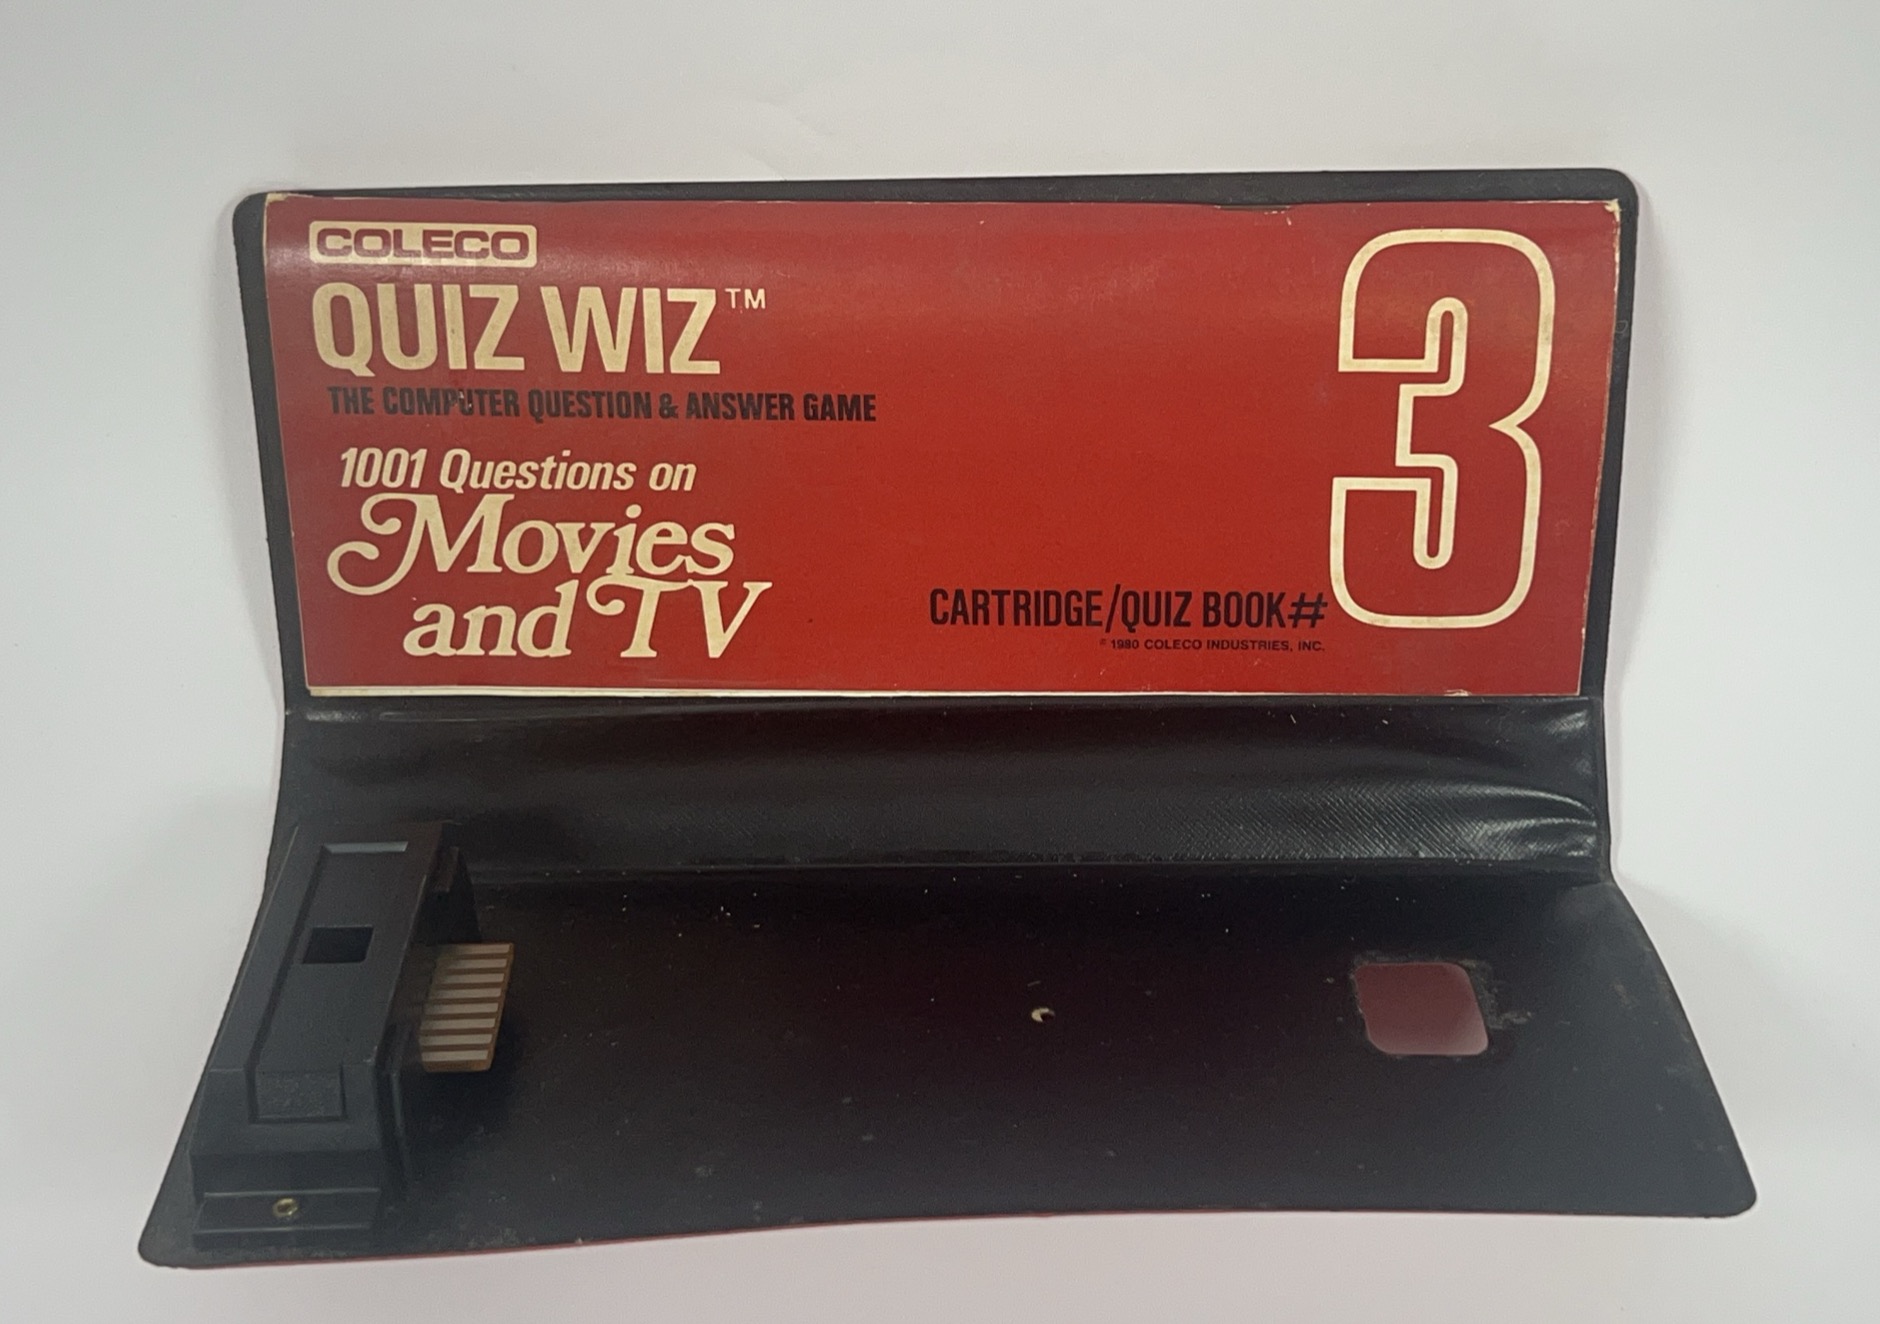 COLECO
QUIZ WIZ™
THE COMPUTER QUESTION & ANSWER GAME
1001 Questions on
Movies
and TV
CARTRIDGE/QUIZ BOOK# 3
© 1980 COLECO INDUSTRIES, INC.